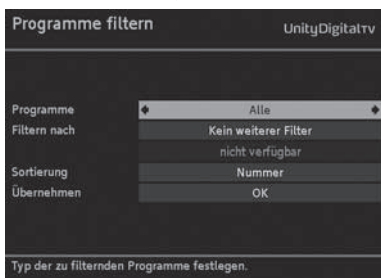 Programme filtern
UnityDigitalTV
Programme Alle
Filtern nach Kein weiterer Filter
nicht verfügbar
Sortierung Nummer
Übernehmen OK
Typ der zu filternden Programme festlegen.